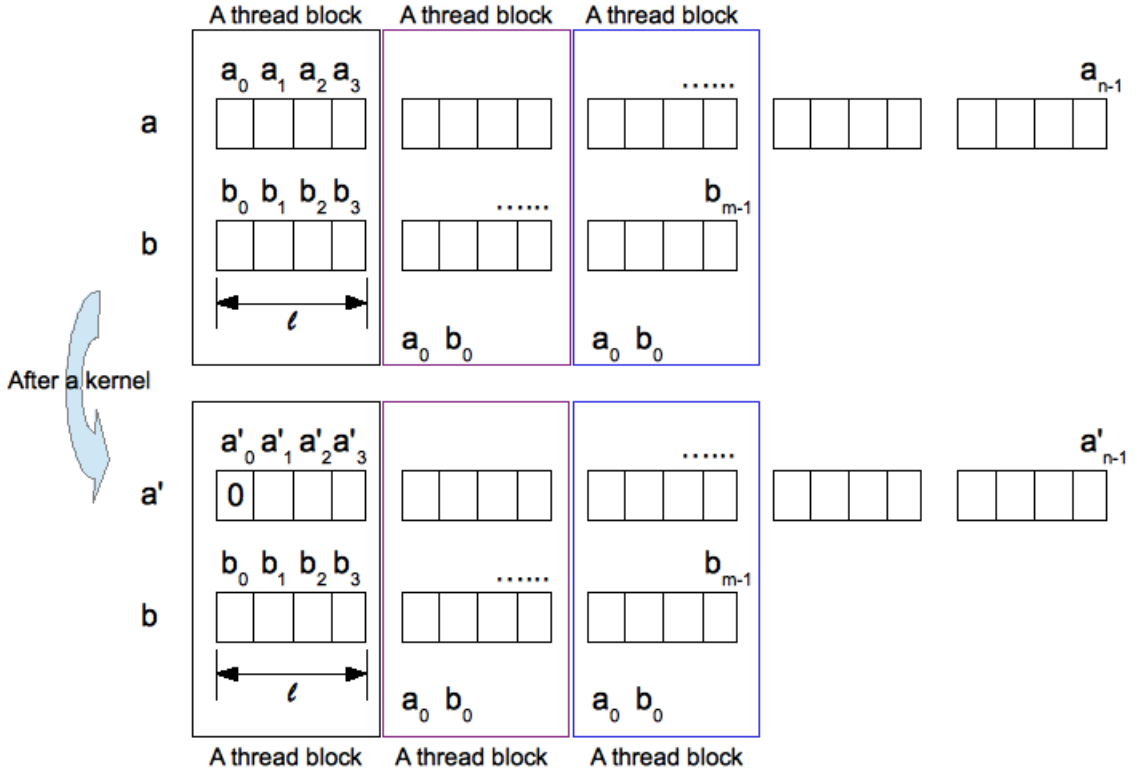 A thread block A thread block A thread block
a₀ a₁ a₂ a₃ ...... aₙ₋₁
a
b₀ b₁ b₂ b₃ ...... bₘ₋₁
b
ℓ
a₀ b₀ a₀ b₀
After a kernel
a'₀ a'₁ a'₂ a'₃ ...... a'ₙ₋₁
a' 0
b₀ b₁ b₂ b₃ ...... bₘ₋₁
b
ℓ
a₀ b₀ a₀ b₀
A thread block A thread block A thread block